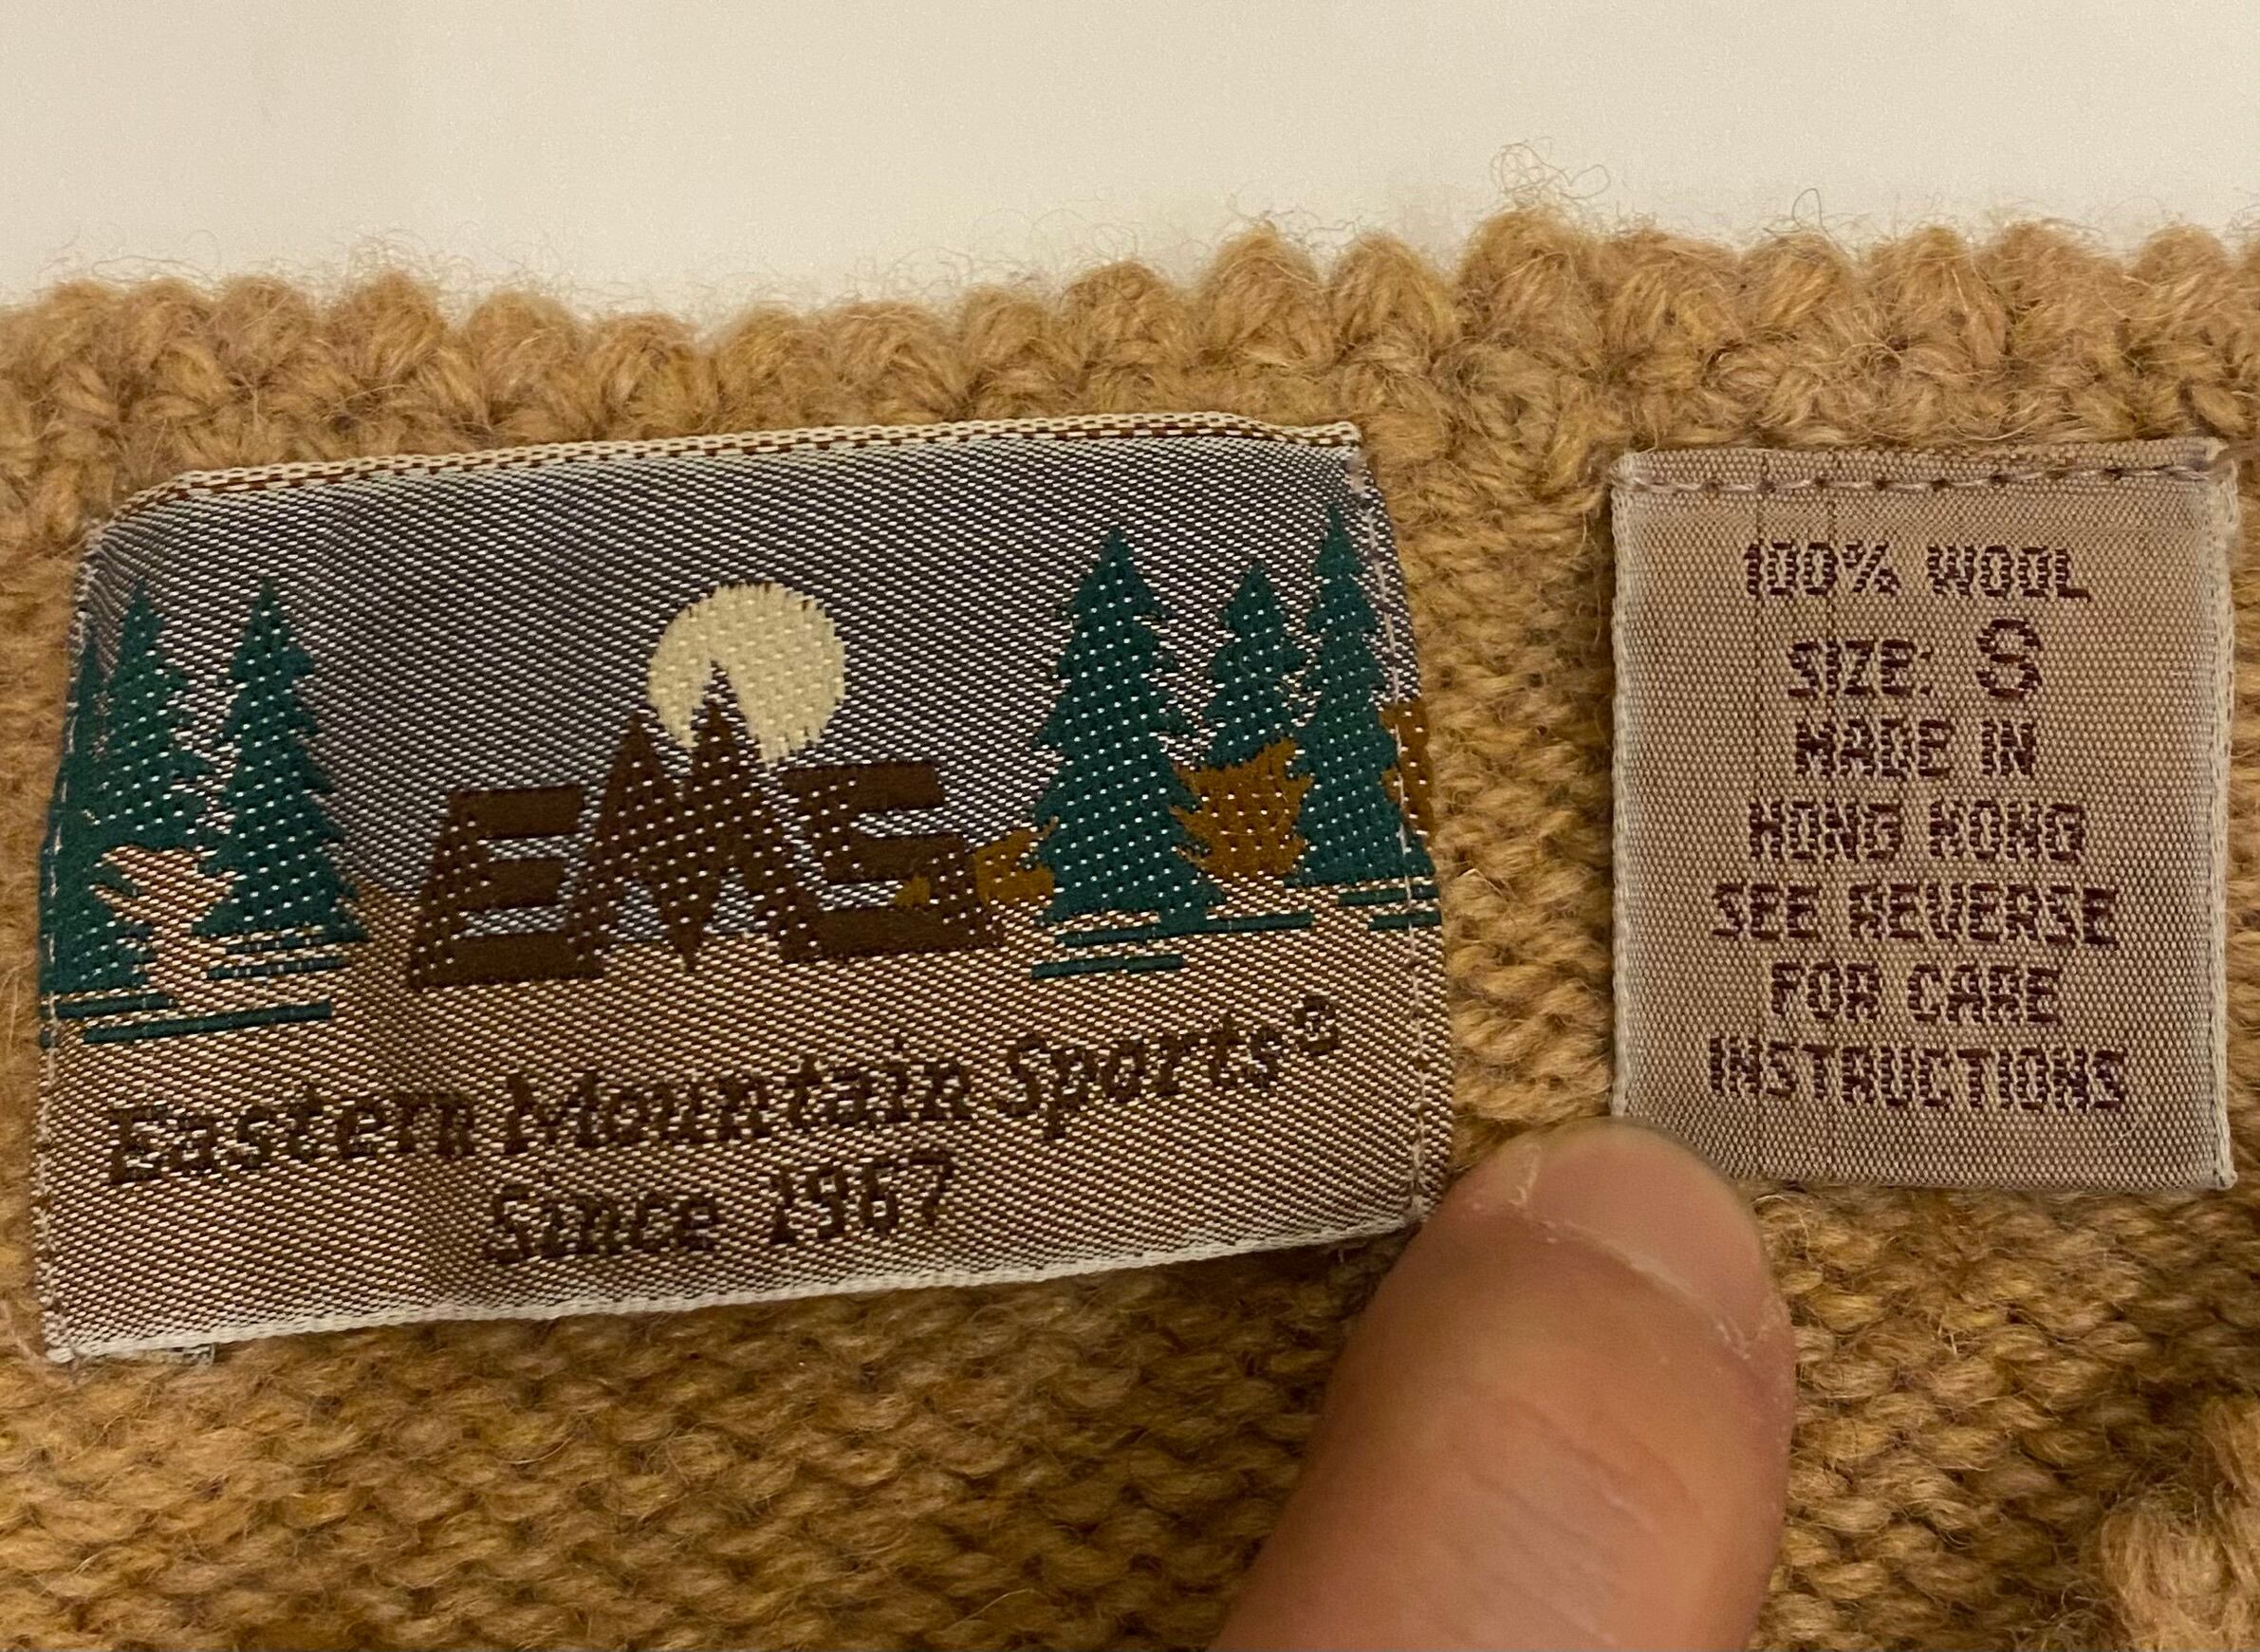 EMS
Eastern Mountain Sports®
Since 1967
100% WOOL
SIZE: S
MADE IN
HONG KONG
SEE REVERSE
FOR CARE
INSTRUCTIONS